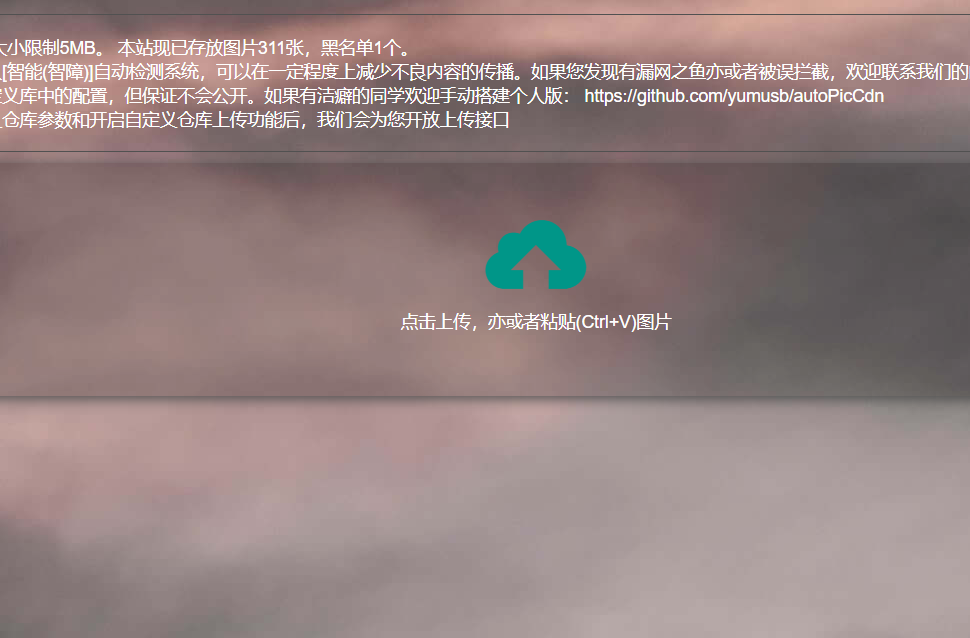 大小限制5MB。 本站现已存放图片311张，黑名单1个。
[智能(智障)]自动检测系统，可以在一定程度上减少不良内容的传播。如果您发现有漏网之鱼亦或者被误拦截，欢迎联系我们的
义库中的配置，但保证不会公开。如果有洁癖的同学欢迎手动搭建个人版： https://github.com/yumusb/autoPicCdn
仓库参数和开启自定义仓库上传功能后，我们会为您开放上传接口
点击上传，亦或者粘贴(Ctrl+V)图片